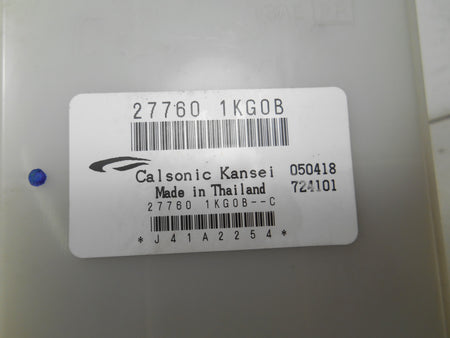 27760 1KG0B
Calsonic Kansei 050418
Made in Thailand 724101
27760 1KG0B--C
*J41A2254*